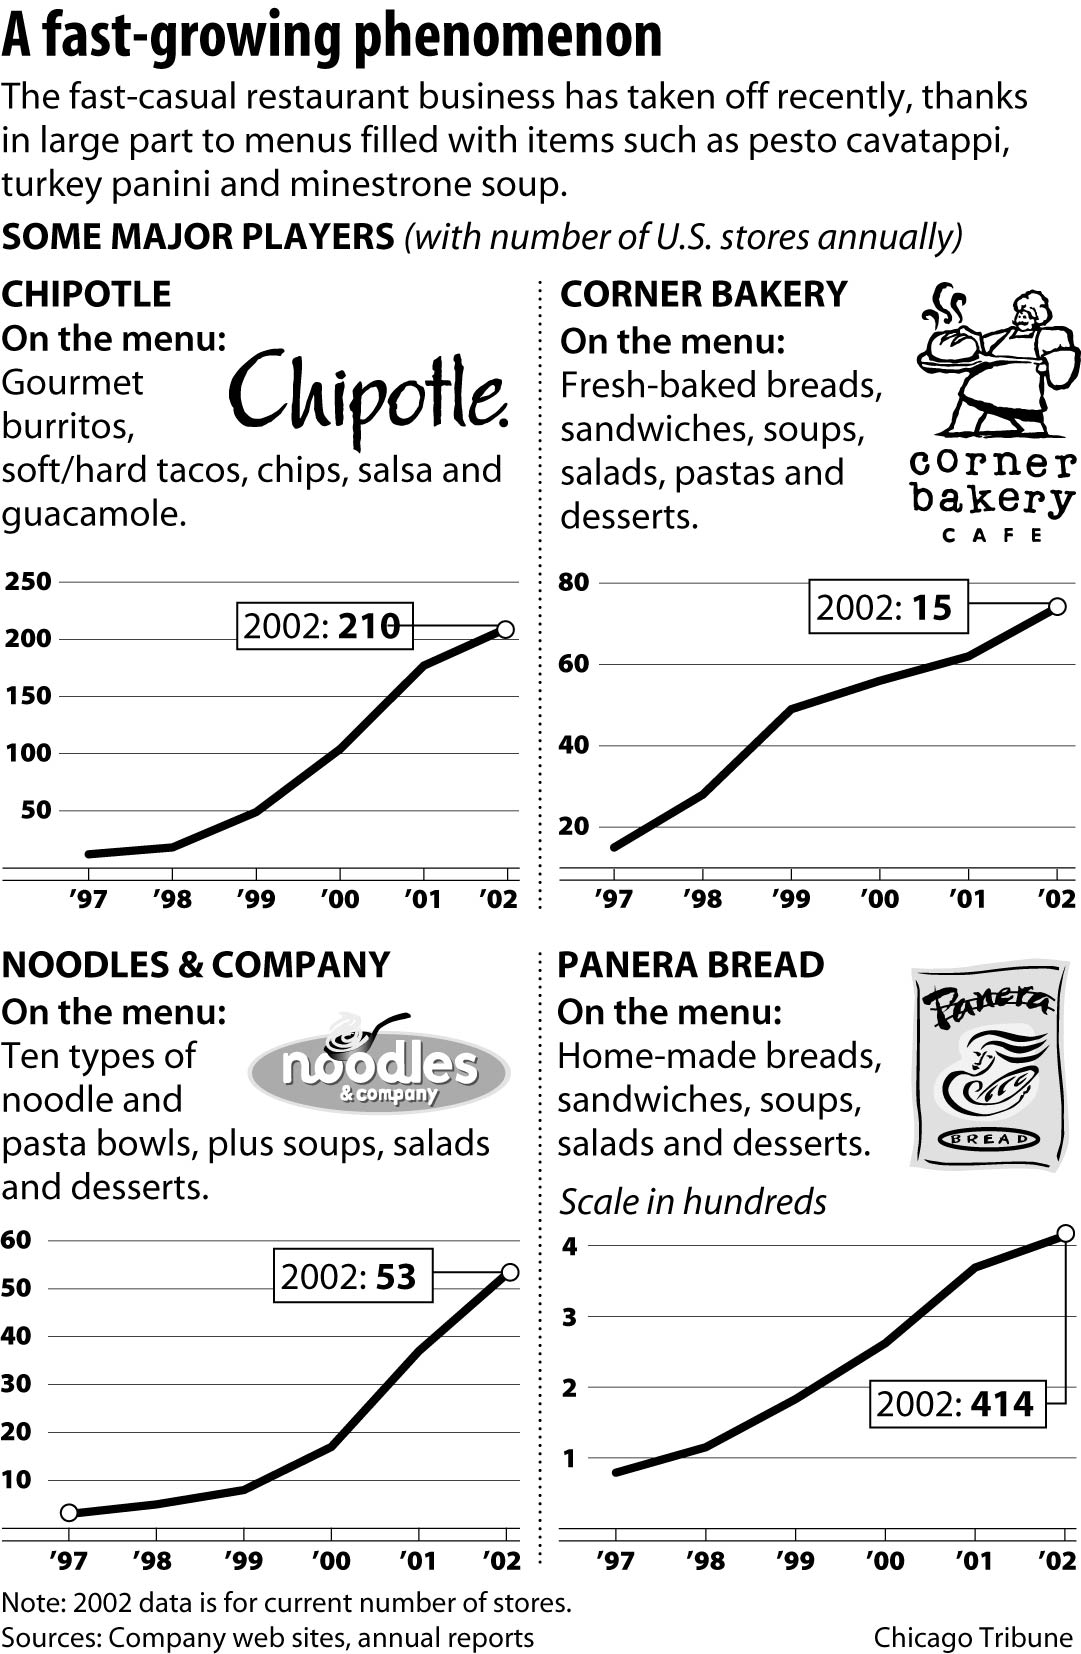 A fast-growing phenomenon
The fast-casual restaurant business has taken off recently, thanks
in large part to menus filled with items such as pesto cavatappi,
turkey panini and minestrone soup.
SOME MAJOR PLAYERS (with number of U.S. stores annually)
CHIPOTLE
On the menu:
Gourmet
burritos,
soft/hard tacos, chips, salsa and
guacamole.
Chipotle.
250
200
150
100
50
2002: 210
’97 ’98 ’99 ’00 ’01 ’02
CORNER BAKERY
On the menu:
Fresh-baked breads,
sandwiches, soups,
salads, pastas and
desserts.
corner
bakery
CAFE
80
60
40
20
2002: 15
’97 ’98 ’99 ’00 ’01 ’02
NOODLES & COMPANY
On the menu:
Ten types of
noodle and
pasta bowls, plus soups, salads
and desserts.
noodles
& company
60
50
40
30
20
10
2002: 53
’97 ’98 ’99 ’00 ’01 ’02
PANERA BREAD
On the menu:
Home-made breads,
sandwiches, soups,
salads and desserts.
Panera
BREAD
Scale in hundreds
4
3
2
1
2002: 414
’97 ’98 ’99 ’00 ’01 ’02
Note: 2002 data is for current number of stores.
Sources: Company web sites, annual reports
Chicago Tribune